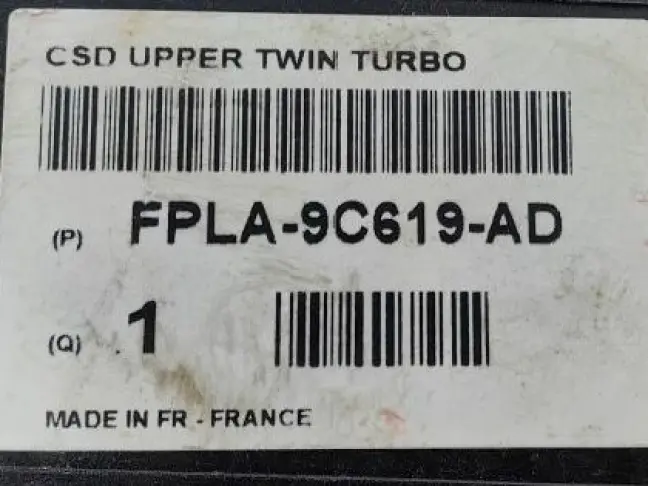 CSD UPPER TWIN TURBO
(P) FPLA-9C619-AD
(Q) 1
MADE IN FR - FRANCE